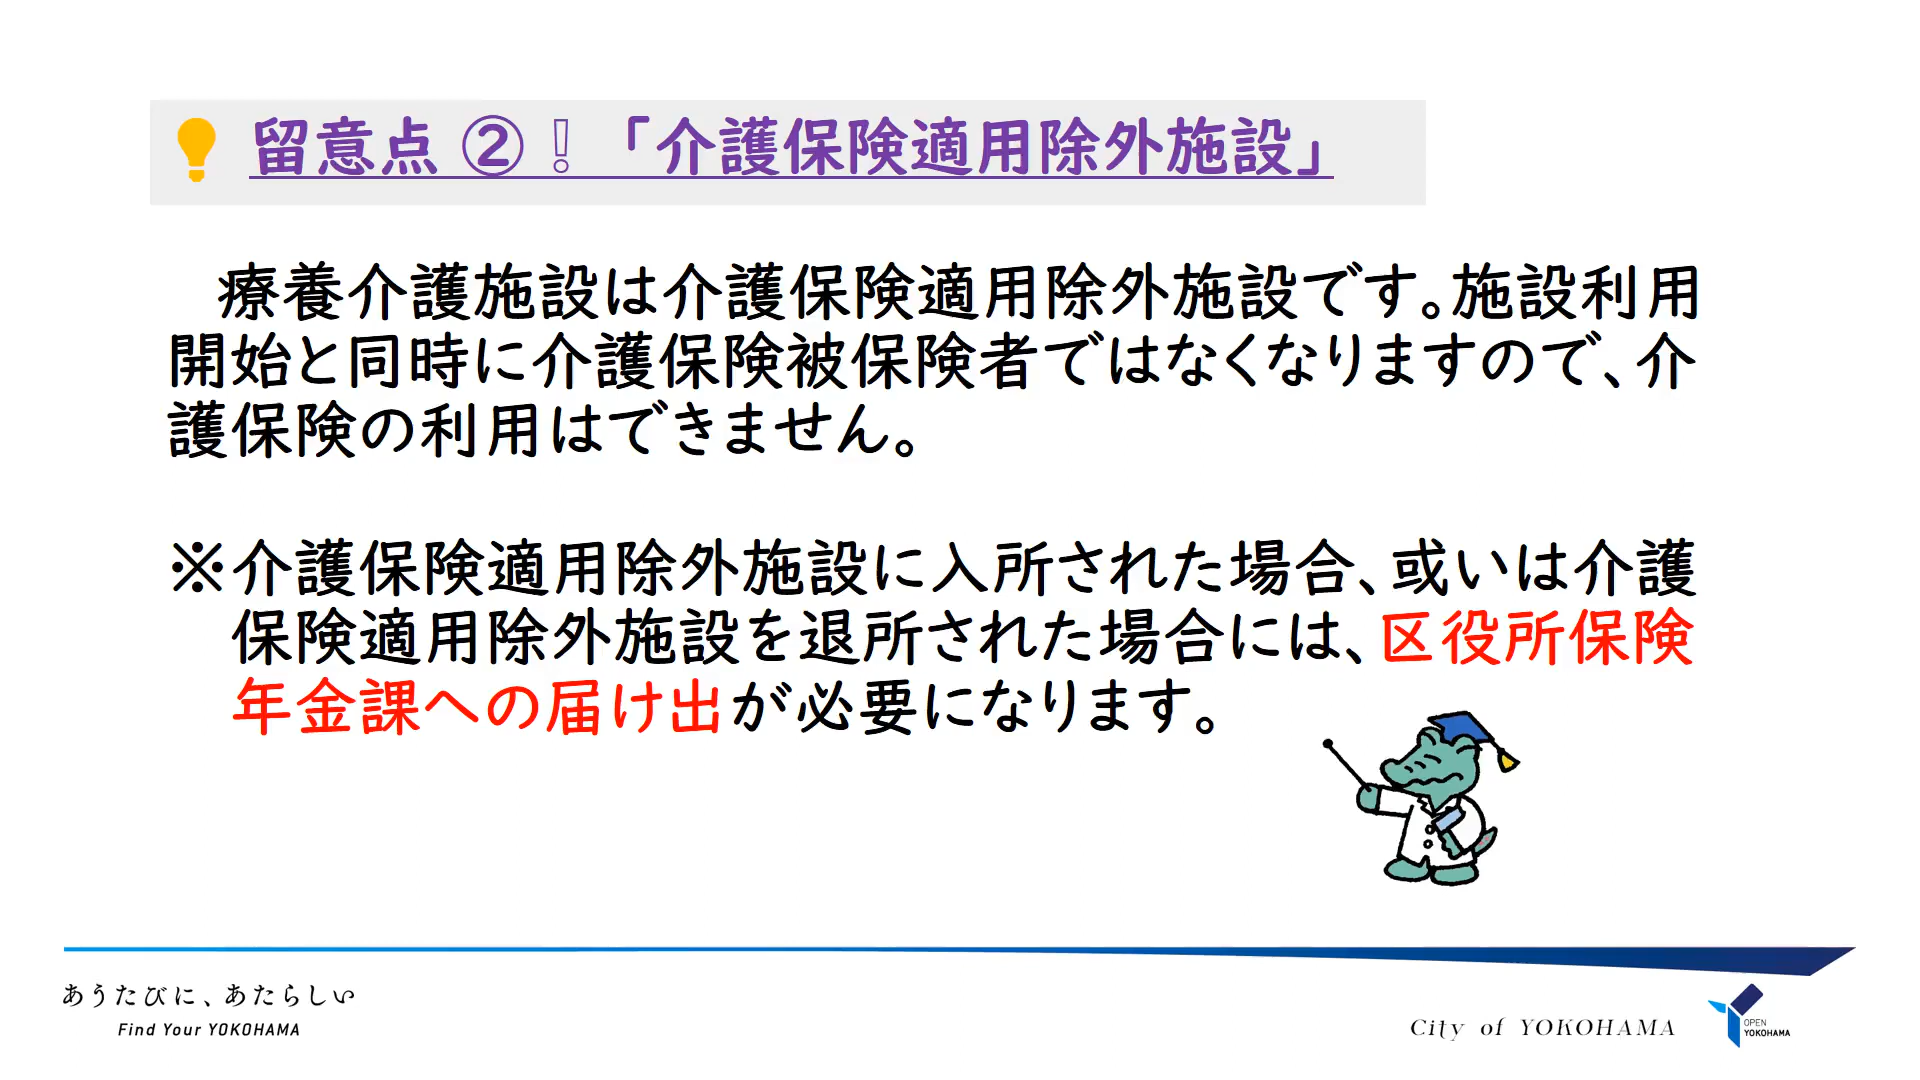 留意点 ②❕「介護保険適用除外施設」
療養介護施設は介護保険適用除外施設です。施設利用
開始と同時に介護保険被保険者ではなくなりますので、介
護保険の利用はできません。
※介護保険適用除外施設に入所された場合、或いは介護
保険適用除外施設を退所された場合には、区役所保険
年金課への届け出が必要になります。
あうたびに、あたらしい
Find Your YOKOHAMA
City of YOKOHAMA
OPEN
YOKOHAMA